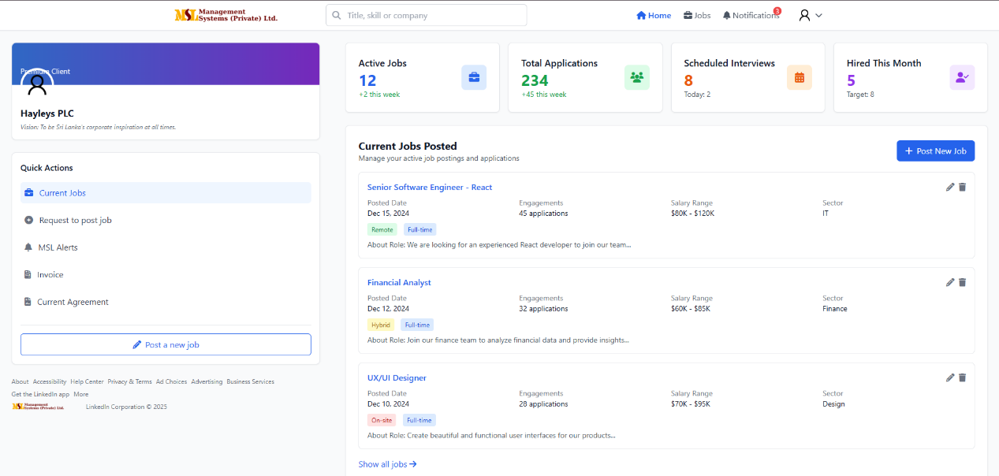 MSL Management Systems (Private) Ltd.
Title, skill or company
Home
Jobs
Notifications
3
Premium Client
Hayleys PLC
Vision: To be Sri Lanka's corporate inspiration at all times.
Quick Actions
Current Jobs
Request to post job
MSL Alerts
Invoice
Current Agreement
Post a new job
About Accessibility Help Center Privacy & Terms Ad Choices Advertising Business Services
Get the LinkedIn app More
MSL Management Systems (Private) Ltd.
LinkedIn Corporation © 2025
Active Jobs
12
+2 this week
Total Applications
234
+45 this week
Scheduled Interviews
8
Today: 2
Hired This Month
5
Target: 8
Current Jobs Posted
Manage your active job postings and applications
+ Post New Job
Senior Software Engineer - React
Posted Date Engagements Salary Range Sector
Dec 15, 2024 45 applications $80K - $120K IT
Remote Full-time
About Role: We are looking for an experienced React developer to join our team...
Financial Analyst
Posted Date Engagements Salary Range Sector
Dec 12, 2024 32 applications $60K - $85K Finance
Hybrid Full-time
About Role: Join our finance team to analyze financial data and provide insights...
UX/UI Designer
Posted Date Engagements Salary Range Sector
Dec 10, 2024 28 applications $70K - $95K Design
On-site Full-time
About Role: Create beautiful and functional user interfaces for our products...
Show all jobs →